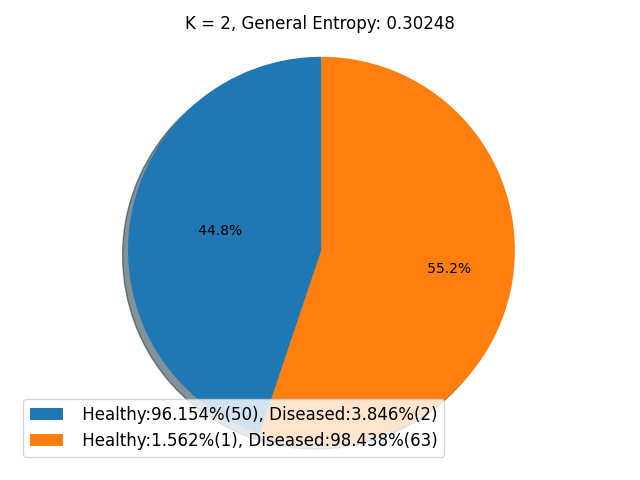 K = 2, General Entropy: 0.30248
44.8%
55.2%
Healthy:96.154%(50), Diseased:3.846%(2)
Healthy:1.562%(1), Diseased:98.438%(63)